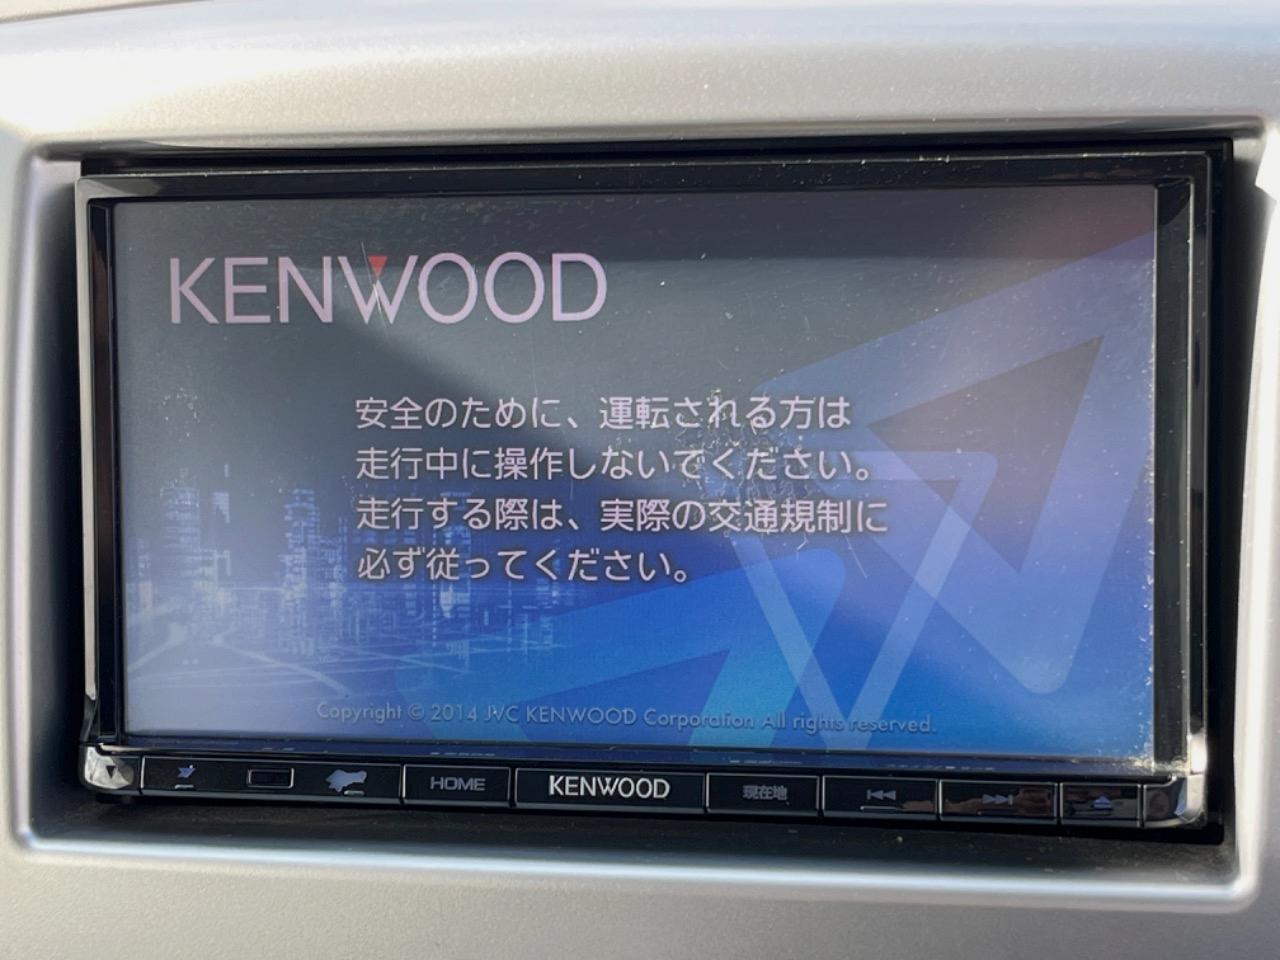 KENWOOD
安全のために、運転される方は
走行中に操作しないでください。
走行する際は、実際の交通規制に
必ず従ってください。
Copyright © 2014 JVC KENWOOD Corporation All rights reserved.
HOME
KENWOOD
現在地